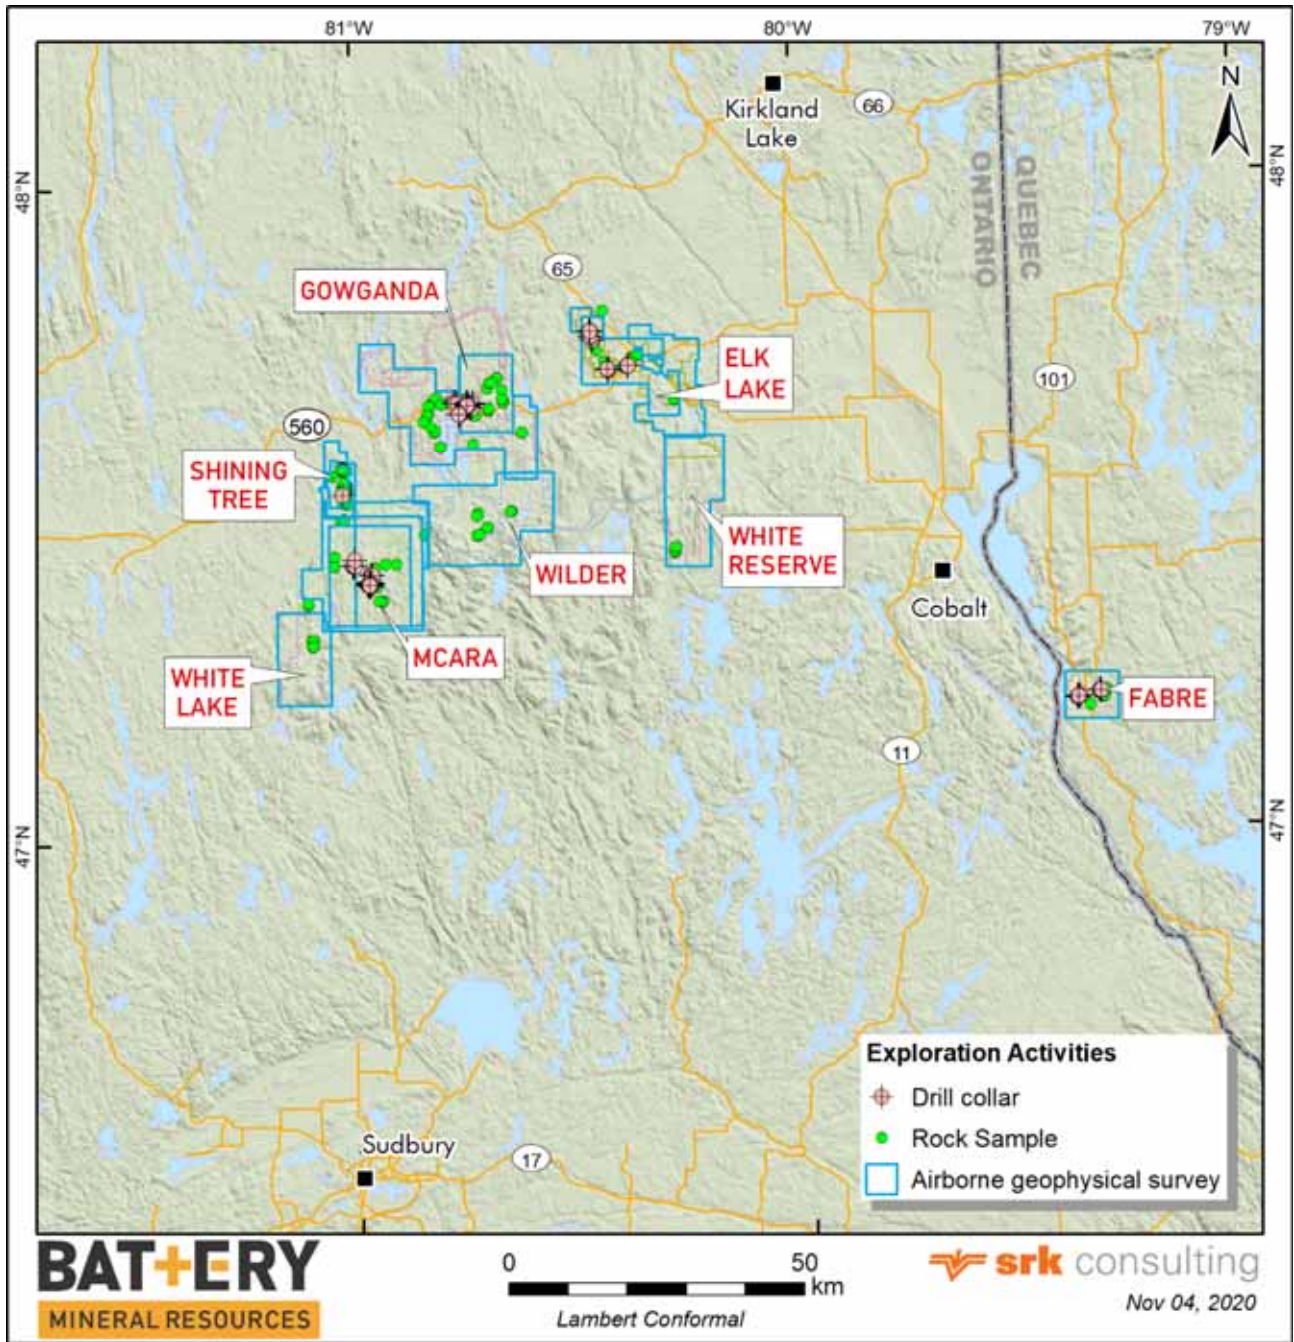 81°W
80°W
79°W
N
Kirkland
Lake
66
48°N
48°N
ONTARIO
QUEBEC
65
GOWGANDA
ELK
LAKE
101
560
SHINING
TREE
WHITE
RESERVE
WILDER
Cobalt
MCARA
WHITE
LAKE
FABRE
11
47°N
47°N
Exploration Activities
Drill collar
Rock Sample
Airborne geophysical survey
Sudbury
17
BATTERY
MINERAL RESOURCES
0
50
km
Lambert Conformal
srk consulting
Nov 04, 2020